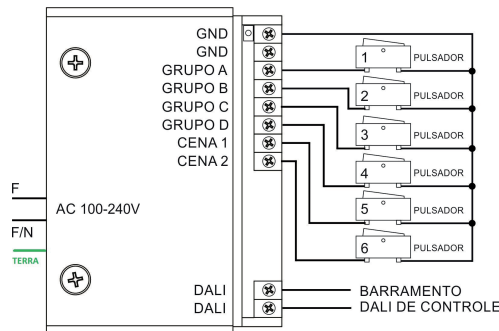 GND
GND
GRUPO A
GRUPO B
GRUPO C
GRUPO D
CENA 1
CENA 2
1 PULSADOR
2 PULSADOR
3 PULSADOR
4 PULSADOR
5 PULSADOR
6 PULSADOR
F
AC 100-240V
F/N
TERRA
DALI
DALI
BARRAMENTO
DALI DE CONTROLE